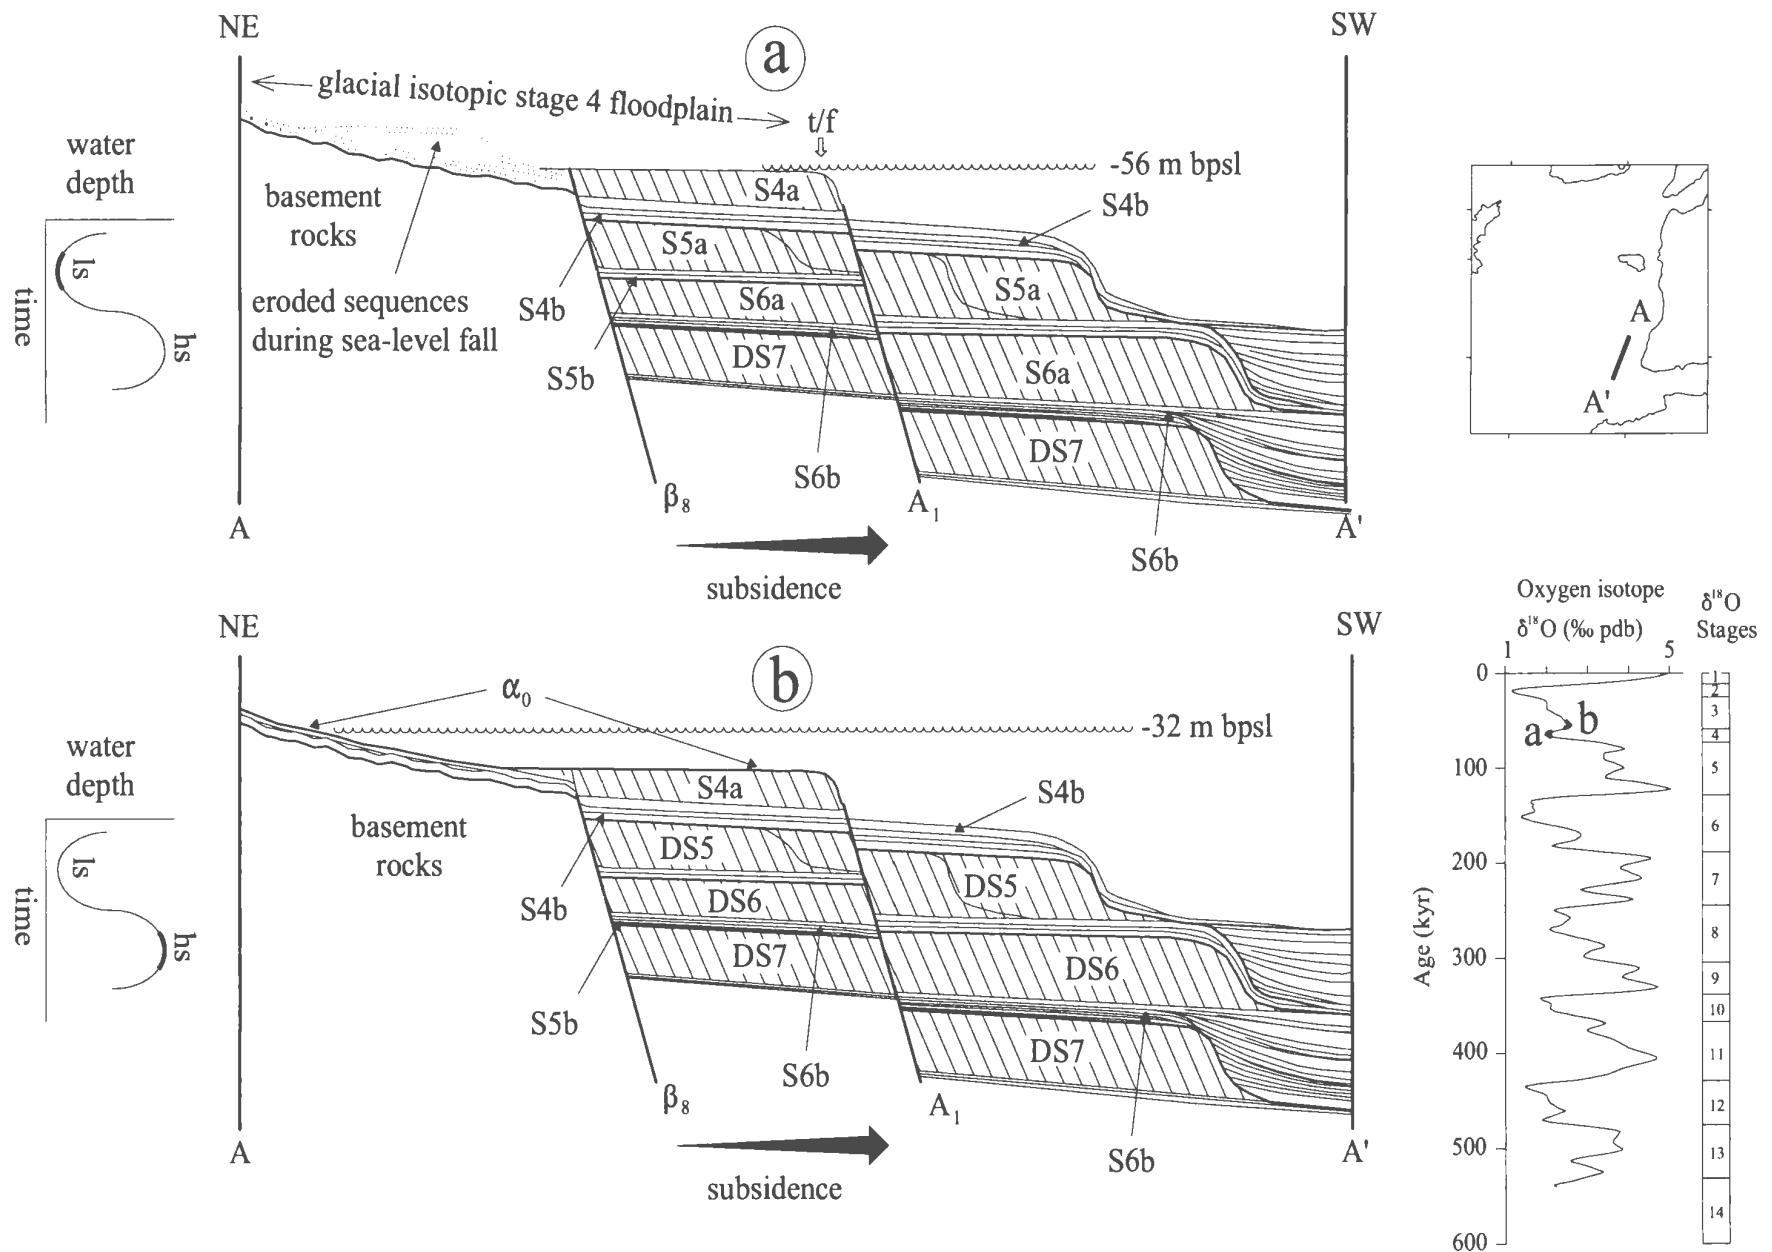 NE
a
SW
← glacial isotopic stage 4 floodplain →
t/f
water
depth
-56 m bpsl
basement
rocks
S4a
S4b
ls
S5a
S5a
time
eroded sequences
during sea-level fall
S4b
S6a
hs
DS7
S6a
S5b
A
A'
DS7
S6b
β8
A1
A
A'
S6b
subsidence
Oxygen isotope
δ18O (‰ pdb)
δ18O
Stages
NE
b
SW
1 5
α0
-32 m bpsl
water
depth
basement
rocks
S4a
S4b
DS5
DS5
ls
S4b
DS6
time
hs
DS7
DS6
S5b
DS7
S6b
β8
A1
A
A'
S6b
subsidence
a
b
Age (kyr)
0
100
200
300
400
500
600
1
2
3
4
5
6
7
8
9
10
11
12
13
14